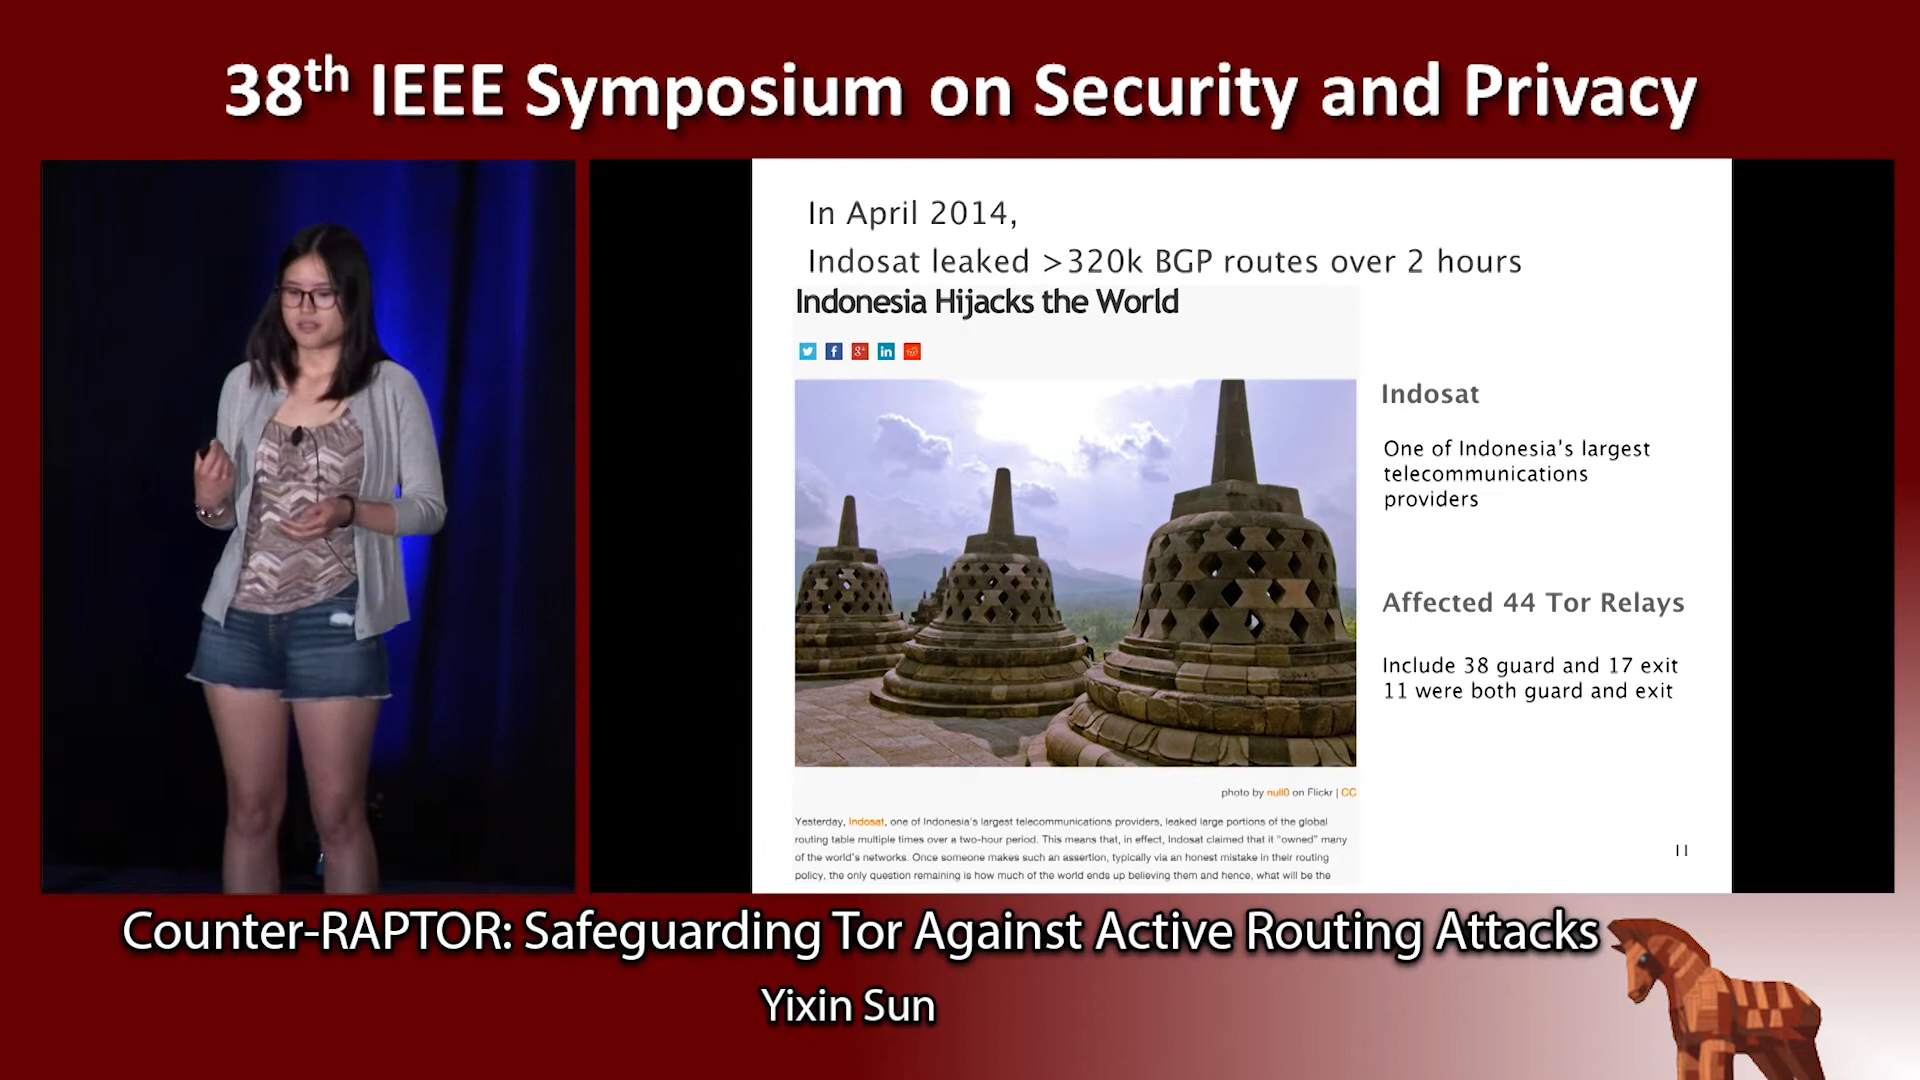 38th IEEE Symposium on Security and Privacy
In April 2014,
Indosat leaked >320k BGP routes over 2 hours
Indonesia Hijacks the World
Indosat
One of Indonesia's largest
telecommunications
providers
Affected 44 Tor Relays
Include 38 guard and 17 exit
11 were both guard and exit
photo by null0 on Flickr | CC
Yesterday, Indosat, one of Indonesia's largest telecommunications providers, leaked large portions of the global
routing table multiple times over a two-hour period. This means that, in effect, Indosat claimed that it "owned" many
of the world's networks. Once someone makes such an assertion, typically via an honest mistake in their routing
policy, the only question remaining is how much of the world ends up believing them and hence, what will be the
11
Counter-RAPTOR: Safeguarding Tor Against Active Routing Attacks
Yixin Sun